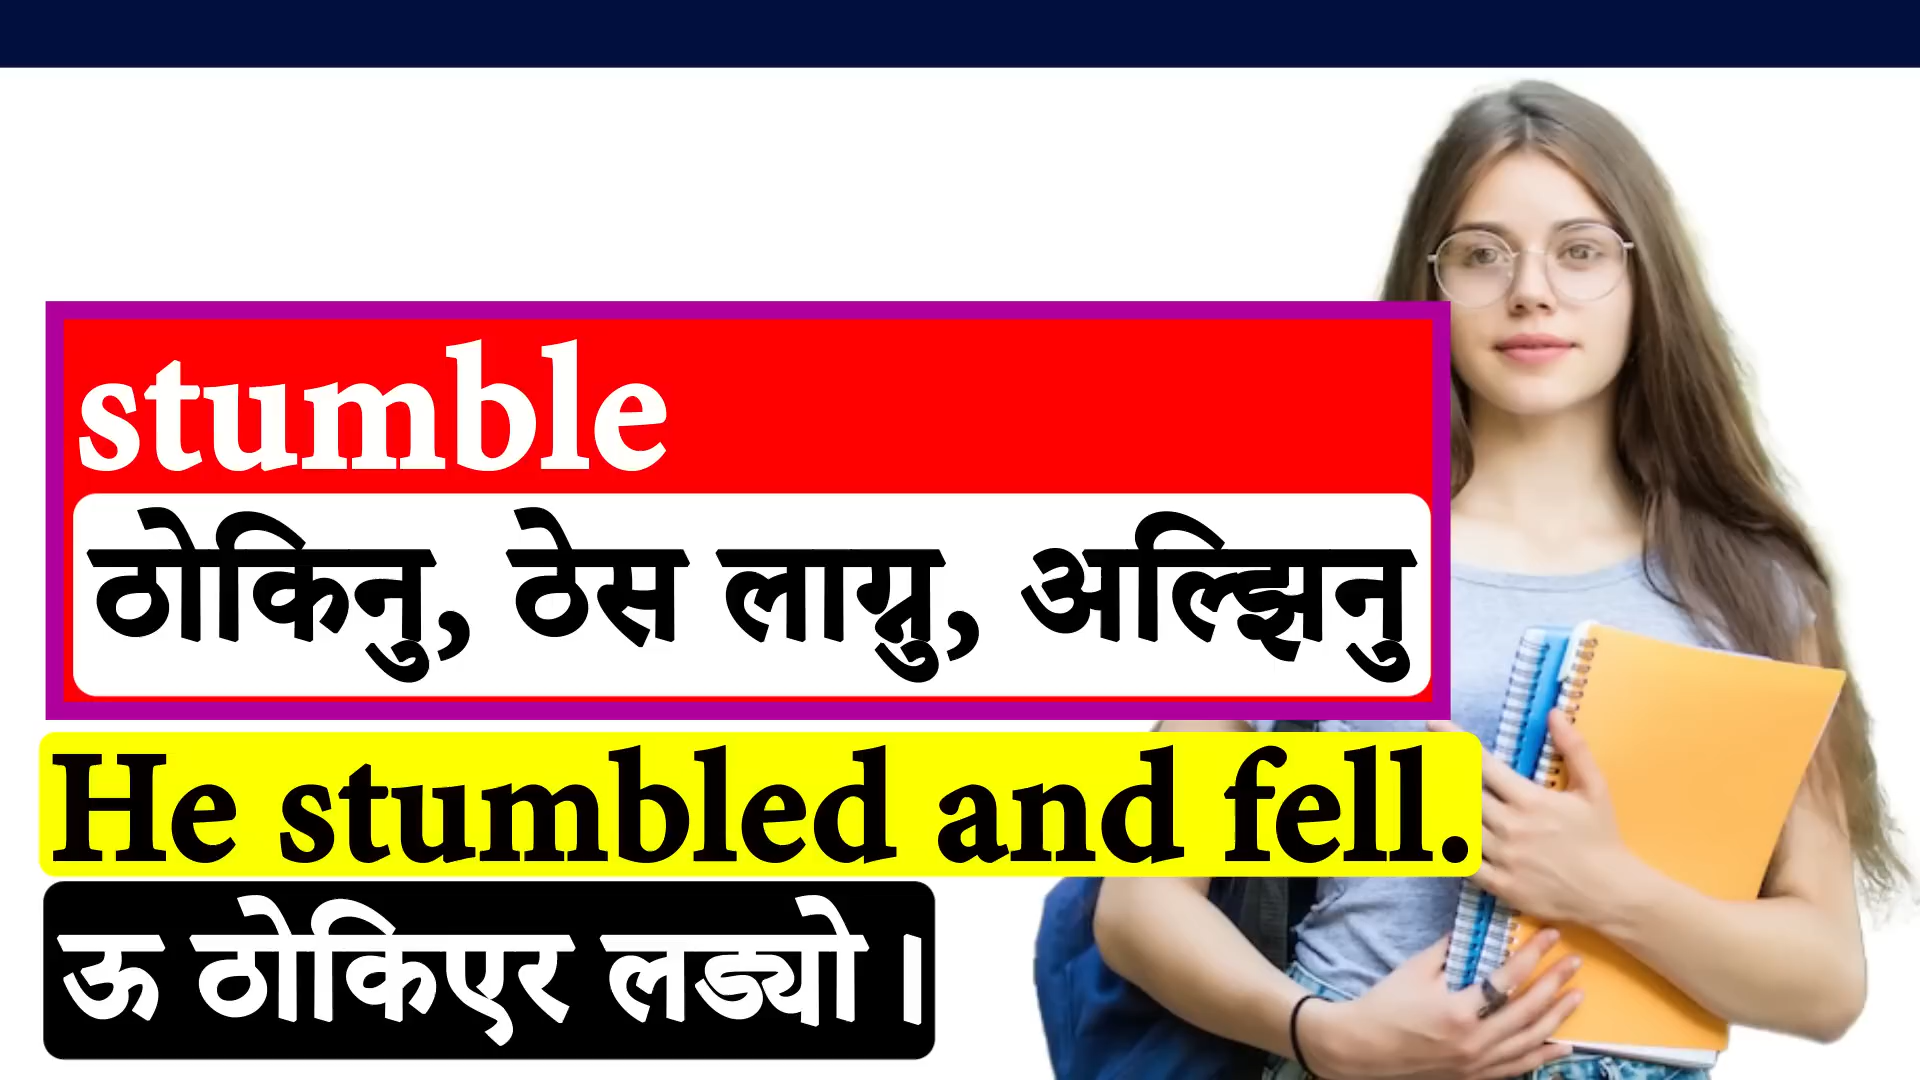 stumble
ठोकिनु, ठेस लाग्नु, अल्झिनु
He stumbled and fell.
ऊ ठोकिएर लड्यो ।